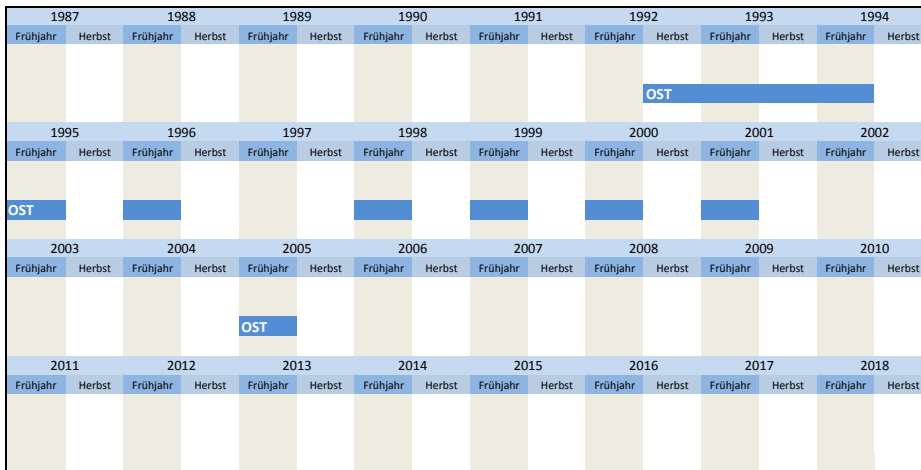 1987 1988 1989 1990 1991 1992 1993 1994
Frühjahr Herbst Frühjahr Herbst Frühjahr Herbst Frühjahr Herbst Frühjahr Herbst Frühjahr Herbst Frühjahr Herbst Frühjahr Herbst
OST
1995 1996 1997 1998 1999 2000 2001 2002
Frühjahr Herbst Frühjahr Herbst Frühjahr Herbst Frühjahr Herbst Frühjahr Herbst Frühjahr Herbst Frühjahr Herbst Frühjahr Herbst
OST
2003 2004 2005 2006 2007 2008 2009 2010
Frühjahr Herbst Frühjahr Herbst Frühjahr Herbst Frühjahr Herbst Frühjahr Herbst Frühjahr Herbst Frühjahr Herbst Frühjahr Herbst
OST
2011 2012 2013 2014 2015 2016 2017 2018
Frühjahr Herbst Frühjahr Herbst Frühjahr Herbst Frühjahr Herbst Frühjahr Herbst Frühjahr Herbst Frühjahr Herbst Frühjahr Herbst